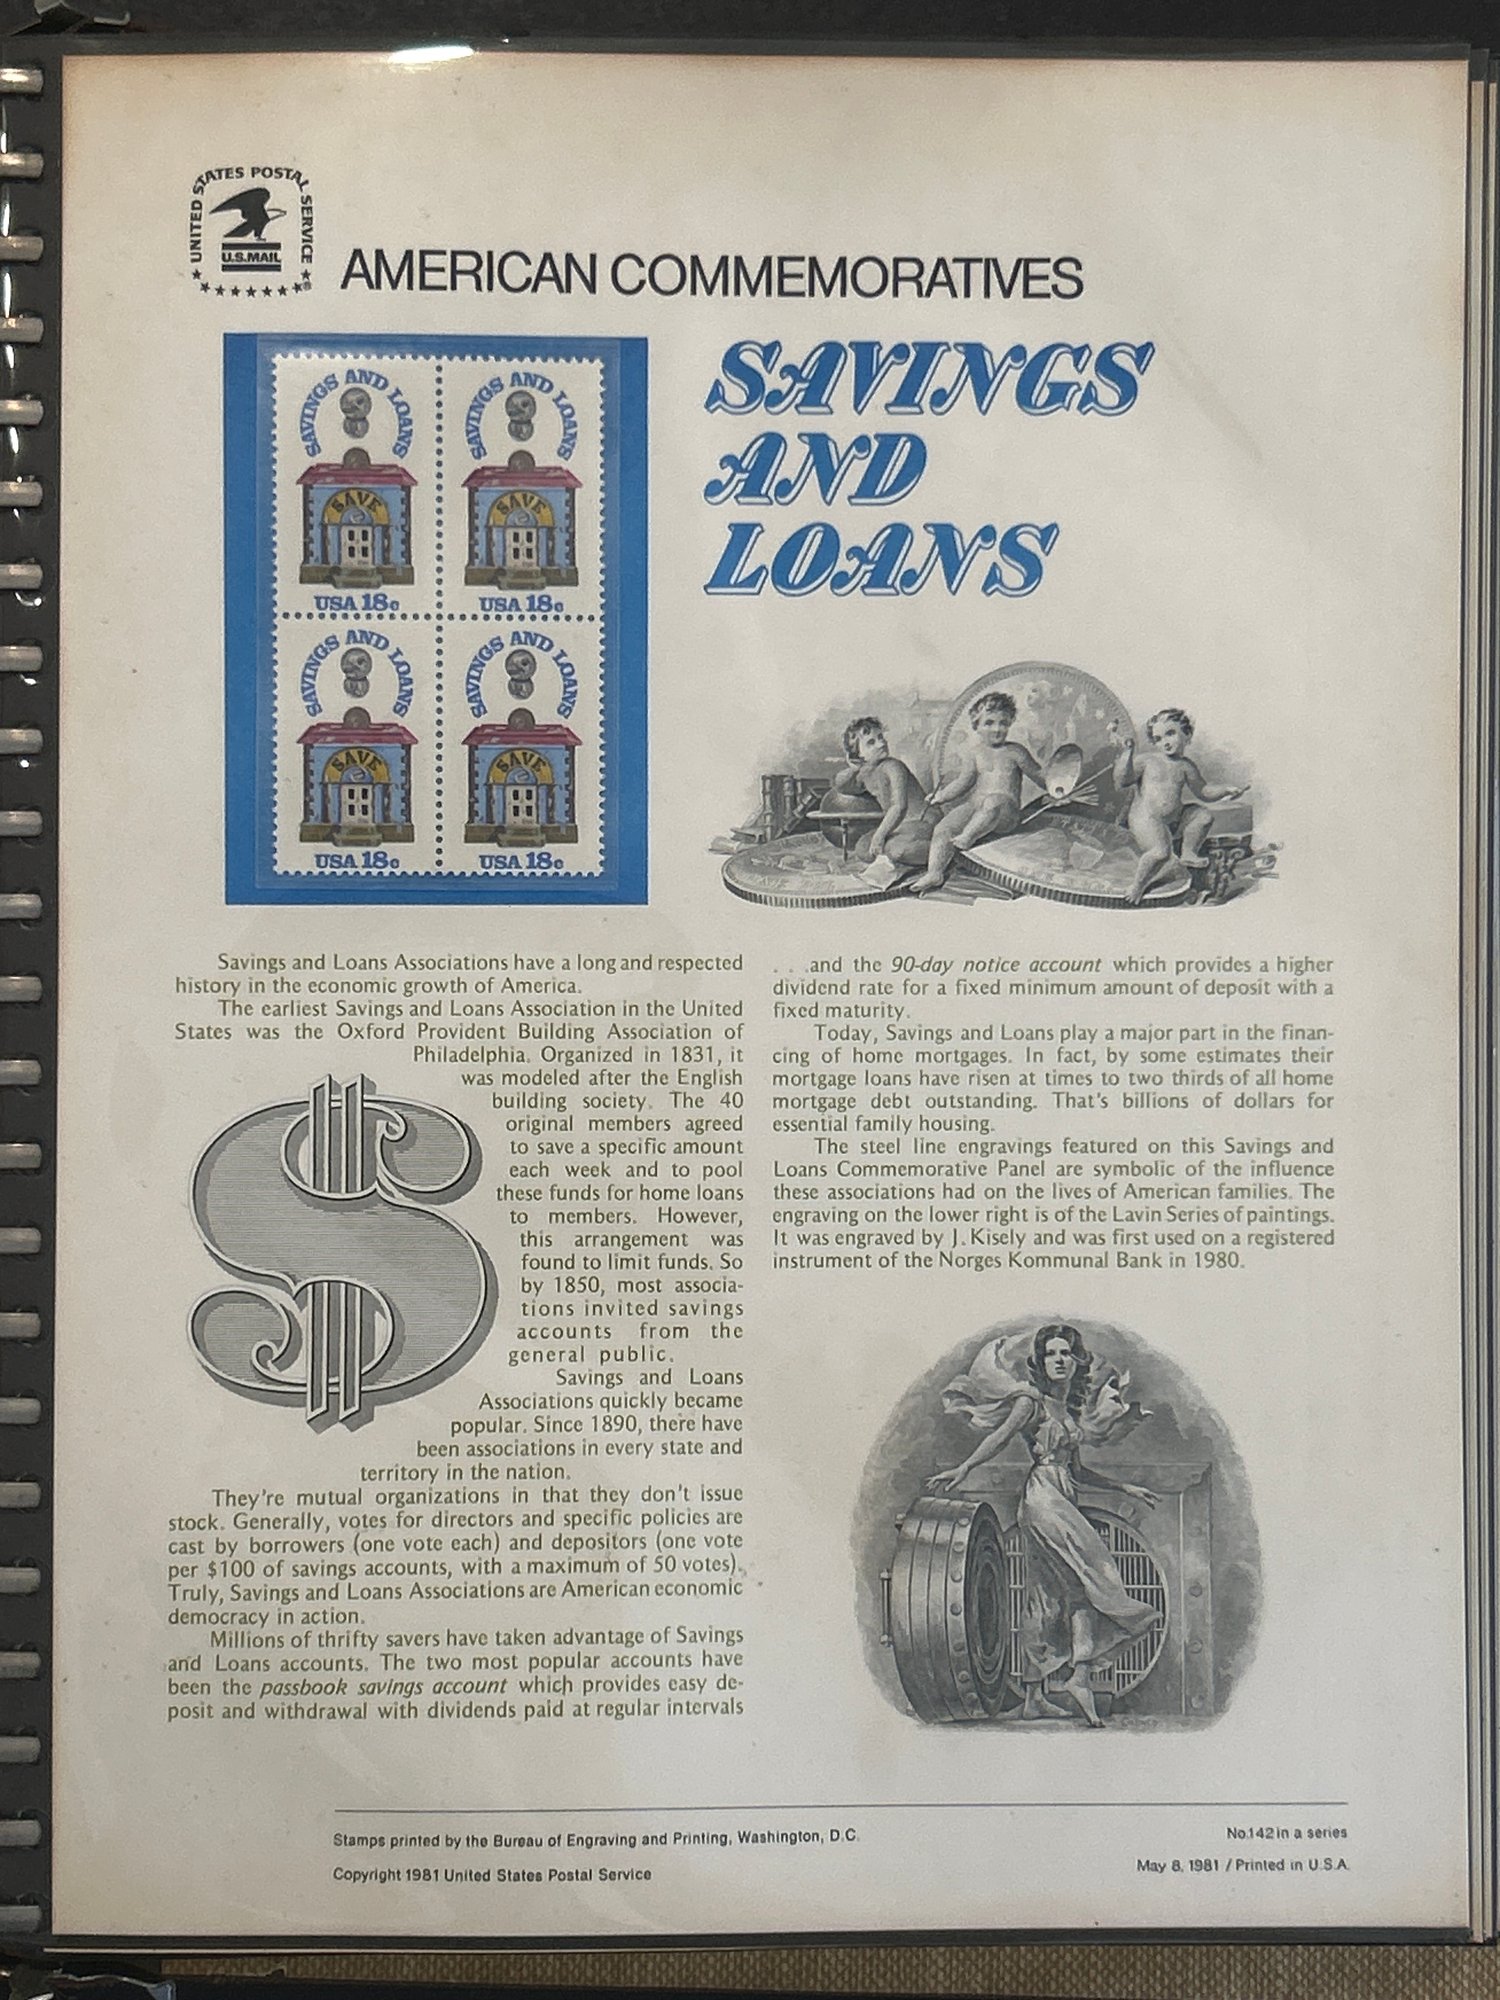 UNITED STATES POSTAL SERVICE
U.S.MAIL
AMERICAN COMMEMORATIVES
SAVINGS AND LOANS
SAVE
USA 18c
SAVINGS AND LOANS
SAVE
USA 18c
SAVINGS AND LOANS
SAVE
USA 18c
SAVINGS AND LOANS
SAVE
USA 18c
SAVINGS
AND
LOANS
Savings and Loans Associations have a long and respected
history in the economic growth of America.
The earliest Savings and Loans Association in the United
States was the Oxford Provident Building Association of
Philadelphia. Organized in 1831, it
was modeled after the English
building society. The 40
original members agreed
to save a specific amount
each week and to pool
these funds for home loans
to members. However,
this arrangement was
found to limit funds. So
by 1850, most associa-
tions invited savings
accounts from the
general public.
Savings and Loans
Associations quickly became
popular. Since 1890, there have
been associations in every state and
territory in the nation.
They're mutual organizations in that they don't issue
stock. Generally, votes for directors and specific policies are
cast by borrowers (one vote each) and depositors (one vote
per $100 of savings accounts, with a maximum of 50 votes).
Truly, Savings and Loans Associations are American economic
democracy in action.
Millions of thrifty savers have taken advantage of Savings
and Loans accounts. The two most popular accounts have
been the passbook savings account which provides easy de-
posit and withdrawal with dividends paid at regular intervals
. . .and the 90-day notice account which provides a higher
dividend rate for a fixed minimum amount of deposit with a
fixed maturity.
Today, Savings and Loans play a major part in the finan-
cing of home mortgages. In fact, by some estimates their
mortgage loans have risen at times to two thirds of all home
mortgage debt outstanding. That's billions of dollars for
essential family housing.
The steel line engravings featured on this Savings and
Loans Commemorative Panel are symbolic of the influence
these associations had on the lives of American families. The
engraving on the lower right is of the Lavin Series of paintings.
It was engraved by J. Kisely and was first used on a registered
instrument of the Norges Kommunal Bank in 1980.
Stamps printed by the Bureau of Engraving and Printing, Washington, D.C.
Copyright 1981 United States Postal Service
No.142 in a series
May 8, 1981 / Printed in U.S.A.